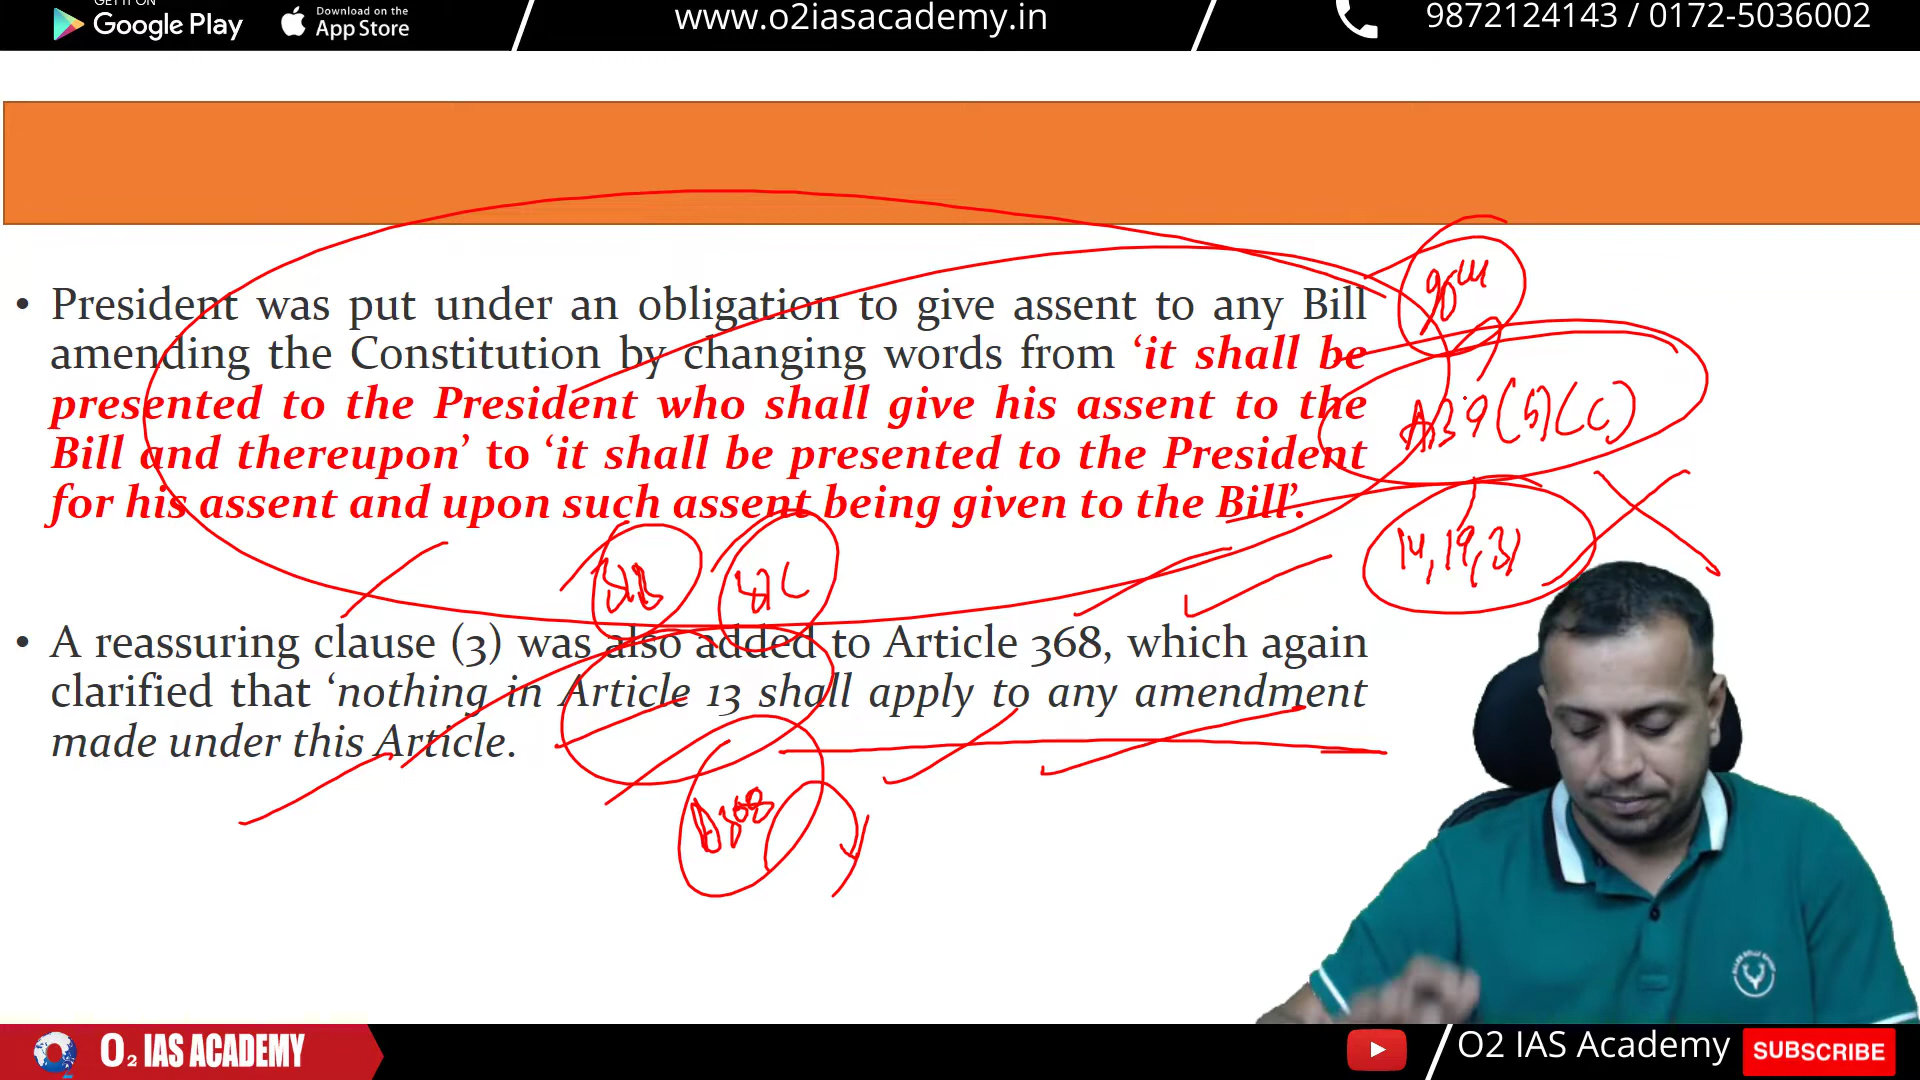 GET IT ON
Google Play
Download on the
App Store
www.o2iasacademy.in
9872124143 / 0172-5036002
• President was put under an obligation to give assent to any Bill
amending the Constitution by changing words from ‘it shall be
presented to the President who shall give his assent to the
Bill and thereupon’ to ‘it shall be presented to the President
for his assent and upon such assent being given to the Bill’.
14, 19, 31
• A reassuring clause (3) was also added to Article 368, which again
clarified that ‘nothing in Article 13 shall apply to any amendment
made under this Article.
O2 IAS ACADEMY
O2 IAS Academy
SUBSCRIBE